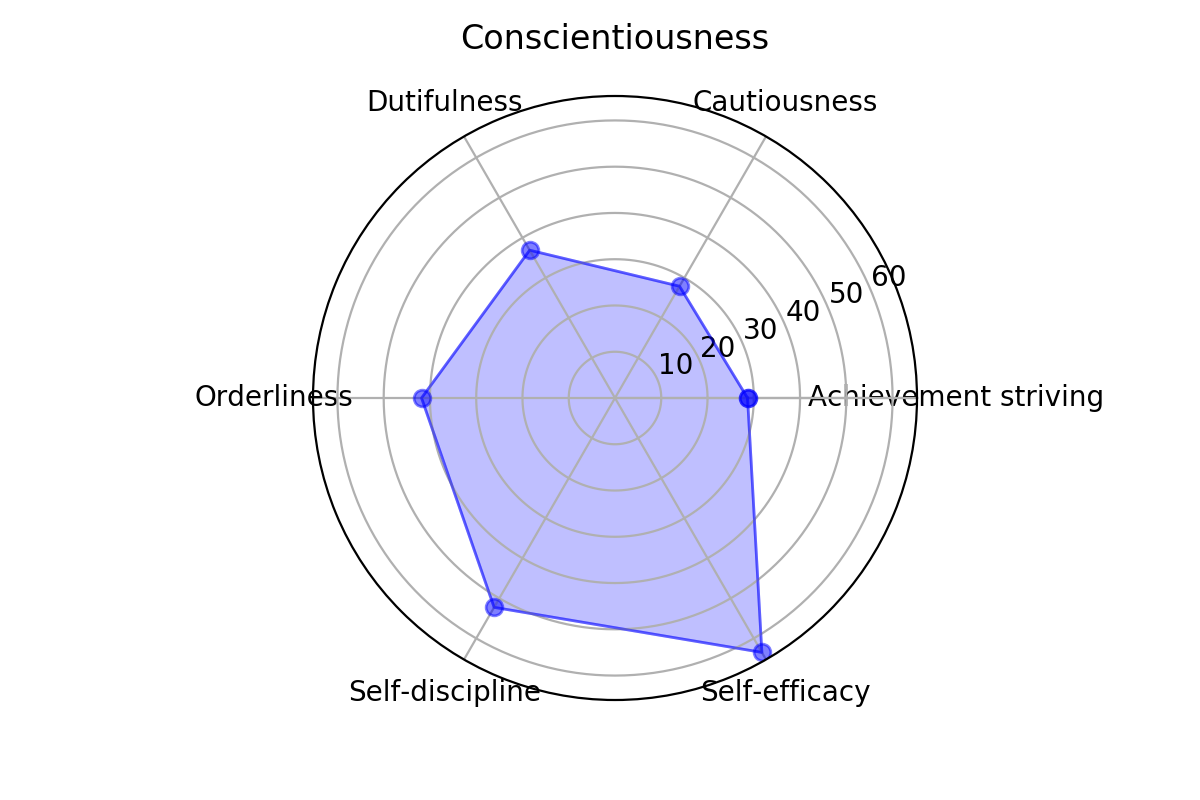 Conscientiousness
Dutifulness
Cautiousness
60
50
40
30
20
10
Orderliness
Achievement striving
Self-discipline
Self-efficacy